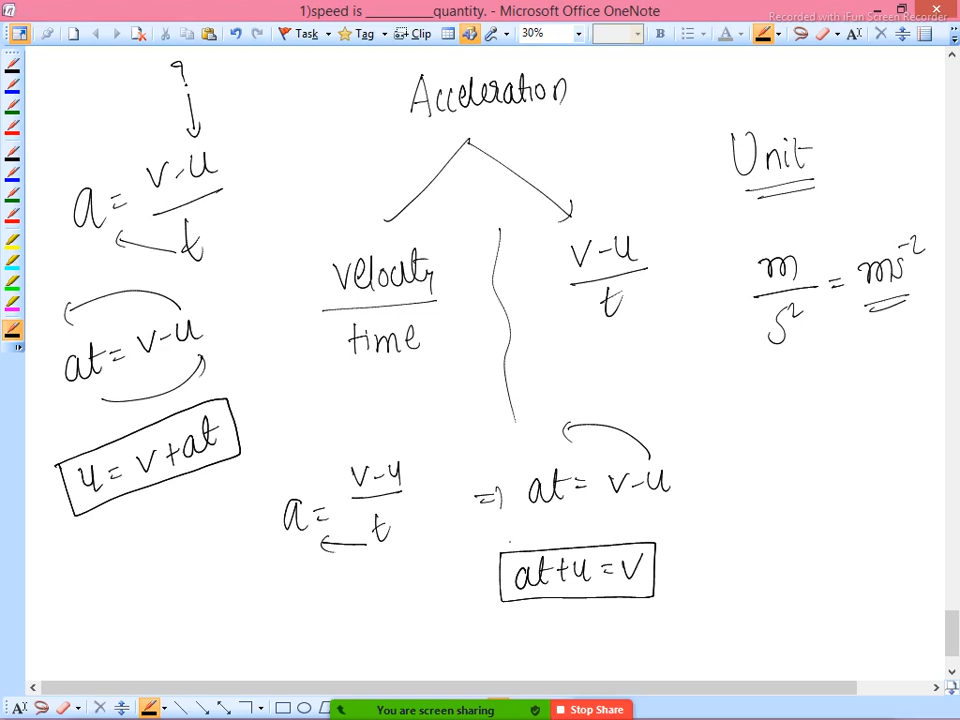 1)speed is __________quantity. - Microsoft Office OneNote
Recorded with iFun Screen Recorder
Task
Tag
Clip
30%
B
A
?
Acceleration
Unit
a = v-u
t
velocity
time
v-u
t
m
s² = ms⁻²
at = v-u
u = v+at
a = v-u
t
=> at = v-u
at+u = v
You are screen sharing
Stop Share